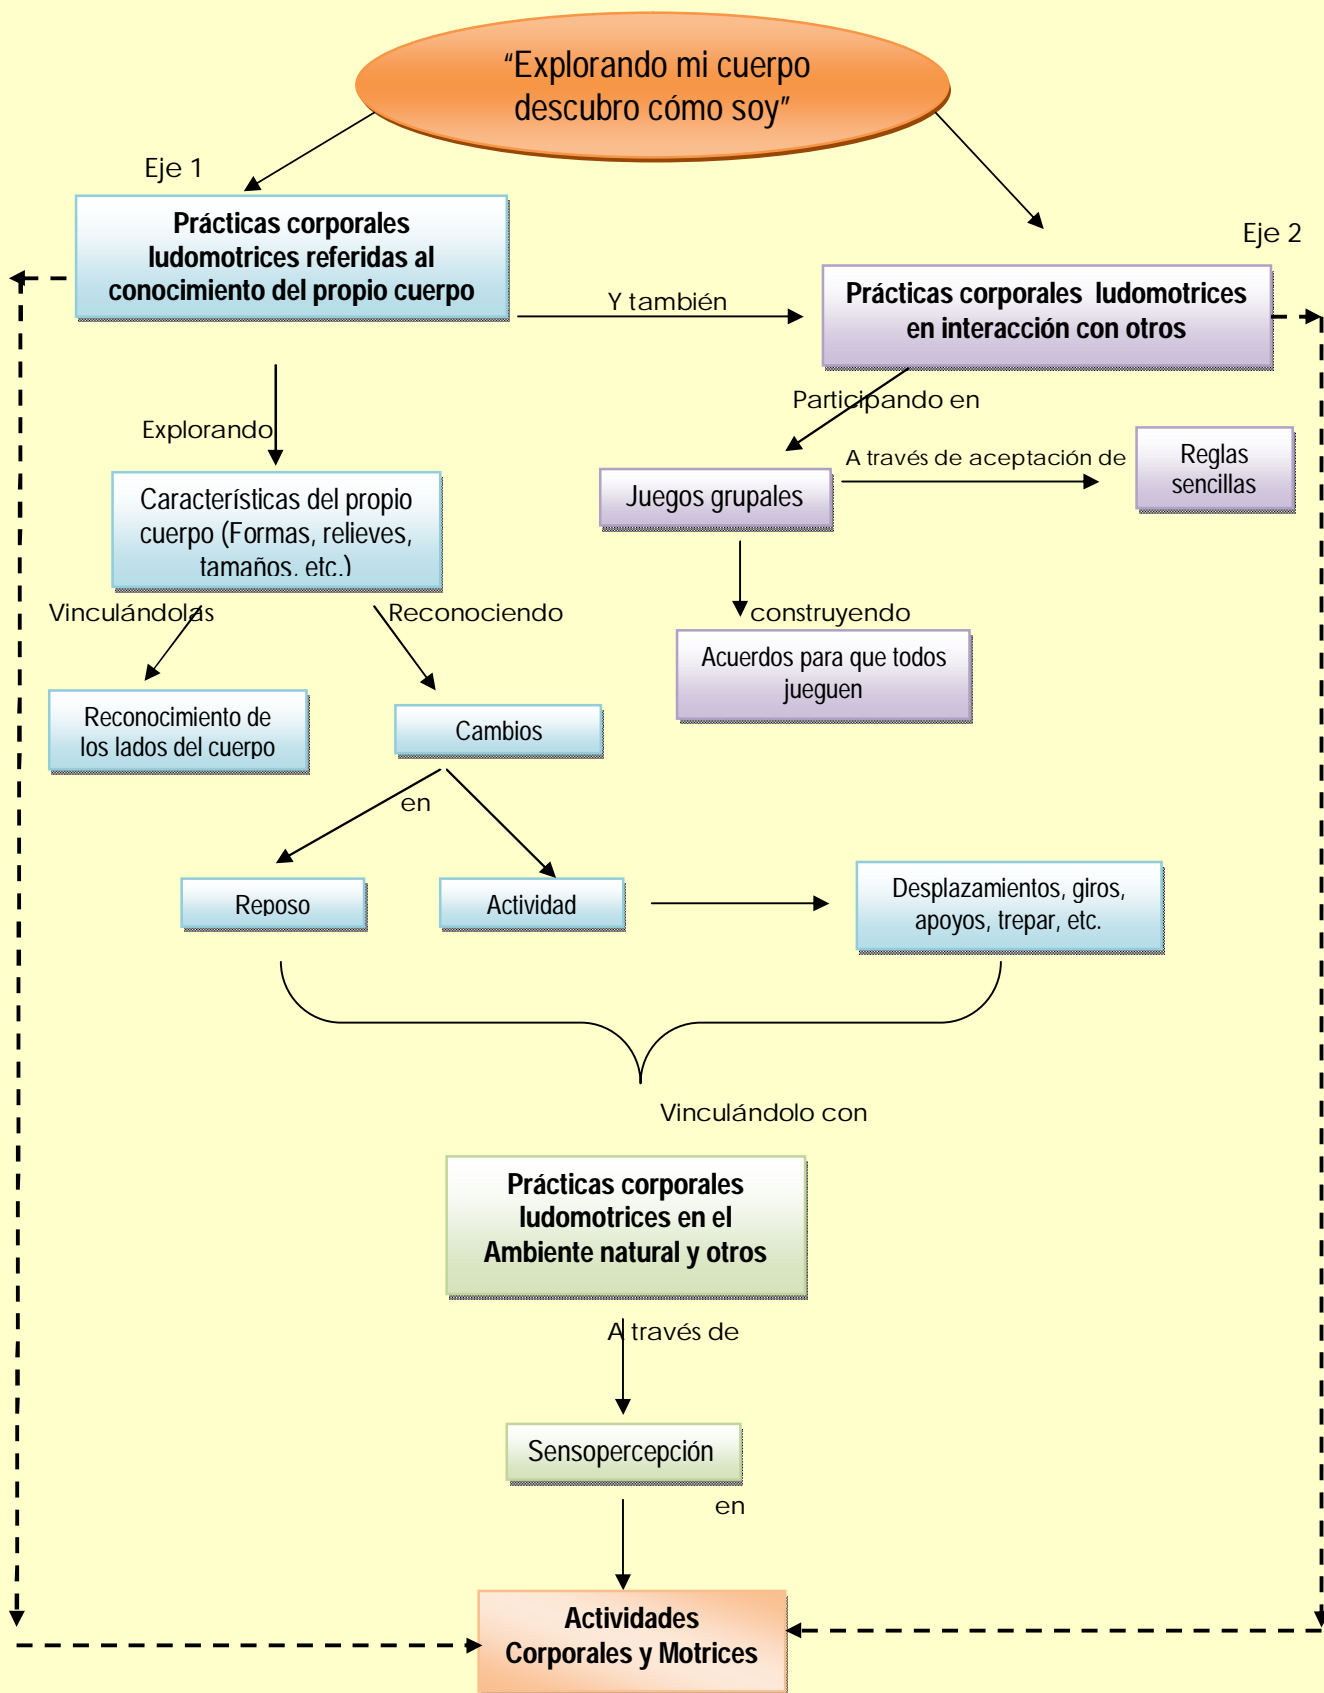 “Explorando mi cuerpo
descubro cómo soy”
Eje 1
Prácticas corporales
ludomotrices referidas al
conocimiento del propio cuerpo
Eje 2
Y también
Prácticas corporales ludomotrices
en interacción con otros
Participando en
Explorando
A través de aceptación de
Reglas
sencillas
Juegos grupales
Característícas del propio
cuerpo (Formas, relieves,
tamaños, etc.)
Vinculándolas
Reconociendo
construyendo
Acuerdos para que todos
jueguen
Reconocimiento de
los lados del cuerpo
Cambios
en
Reposo
Actividad
Desplazamientos, giros,
apoyos, trepar, etc.
Vinculándolo con
Prácticas corporales
ludomotrices en el
Ambiente natural y otros
A través de
Sensopercepción
en
Actividades
Corporales y Motrices